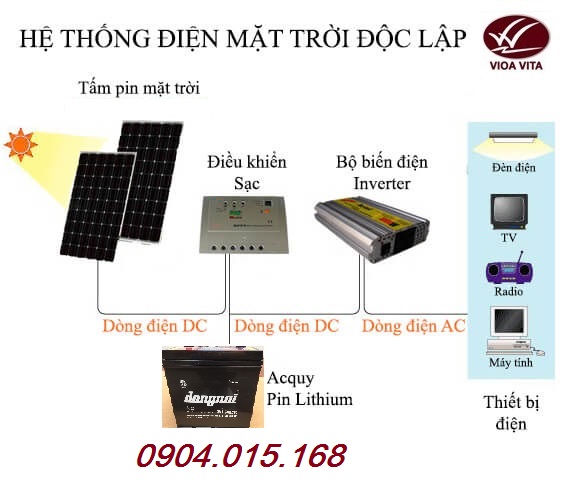 HỆ THỐNG ĐIỆN MẶT TRỜI ĐỘC LẬP
VIOA VITA
Tấm pin mặt trời
Điều khiển
Sạc
Bộ biến điện
Inverter
Đèn điện
TV
Radio
Máy tính
Dòng điện DC
Dòng điện DC
Dòng điện AC
dongnai
Acquy
Pin Lithium
Thiết bị
điện
0904.015.168